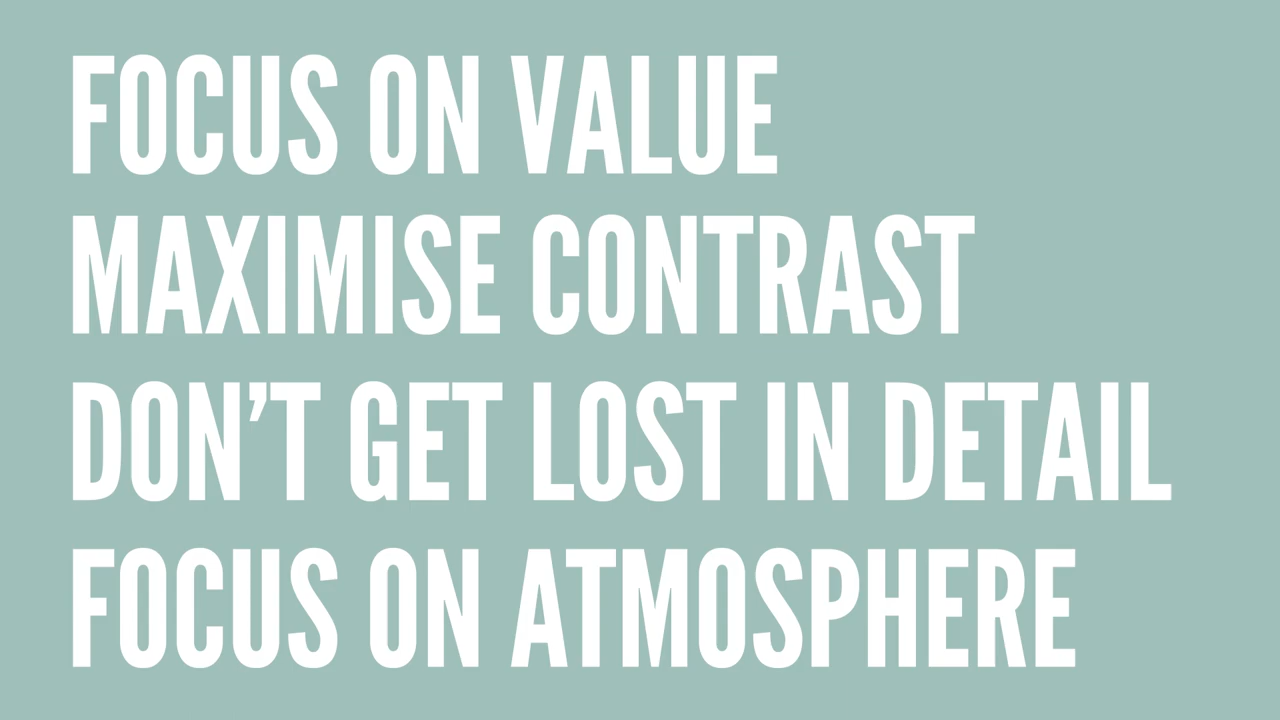 FOCUS ON VALUE
MAXIMISE CONTRAST
DON’T GET LOST IN DETAIL
FOCUS ON ATMOSPHERE